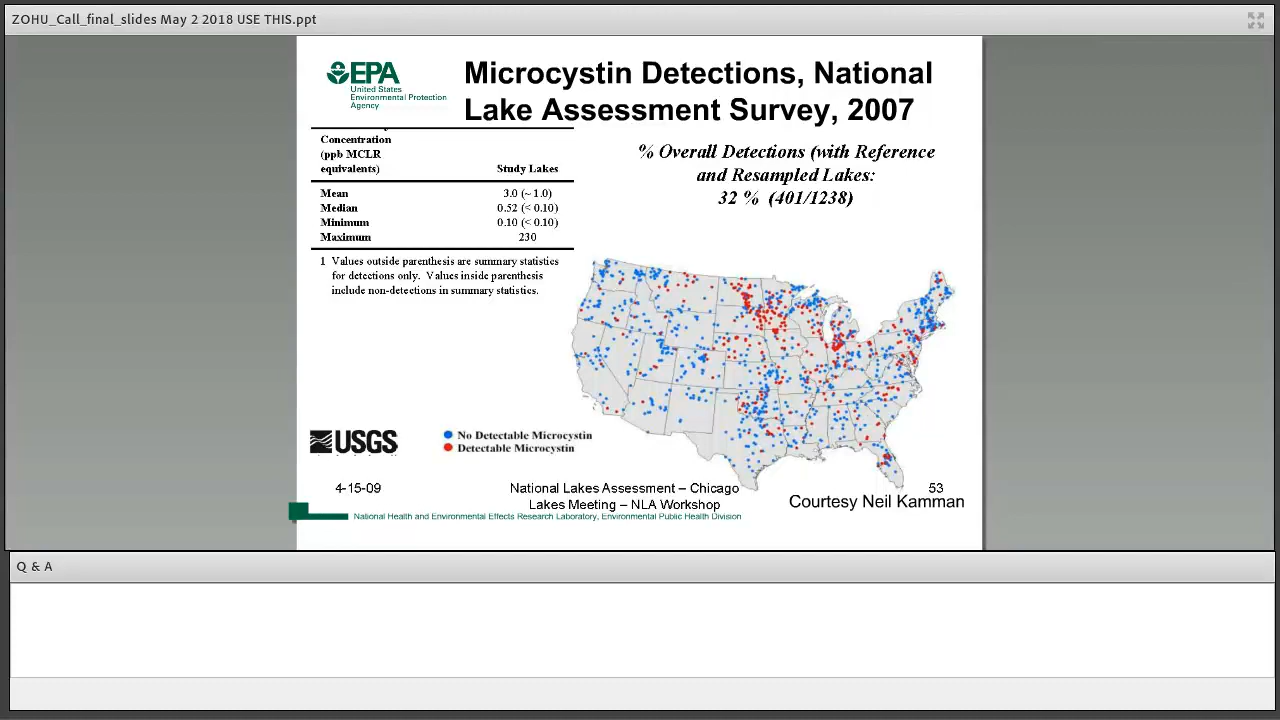 ZOHU_Call_final_slides May 2 2018 USE THIS.ppt
EPA
United States
Environmental Protection
Agency
Microcystin Detections, National
Lake Assessment Survey, 2007
Concentration
(ppb MCLR
equivalents) Study Lakes
Mean 3.0 (~ 1.0)
Median 0.52 (< 0.10)
Minimum 0.10 (< 0.10)
Maximum 230
1 Values outside parenthesis are summary statistics
for detections only. Values inside parenthesis
include non-detections in summary statistics.
% Overall Detections (with Reference
and Resampled Lakes:
32 % (401/1238)
USGS
No Detectable Microcystin
Detectable Microcystin
4-15-09
National Lakes Assessment – Chicago
Lakes Meeting – NLA Workshop
53
Courtesy Neil Kamman
National Health and Environmental Effects Research Laboratory, Environmental Public Health Division
Q & A